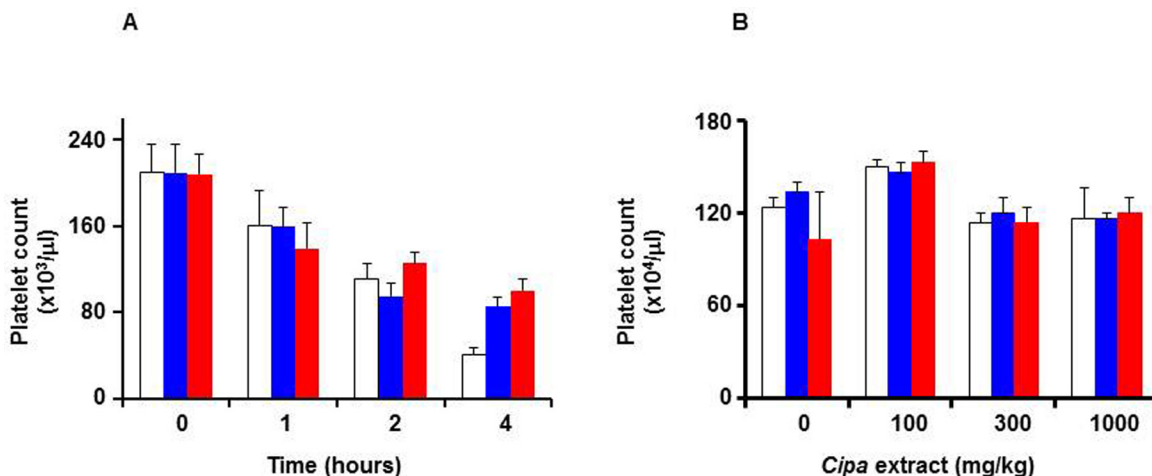 A
240
160
80
0
Platelet count
(x10³/µl)
0 1 2 4
Time (hours)
B
180
120
60
0
Platelet count
(x10⁴/µl)
0 100 300 1000
Cipa extract (mg/kg)